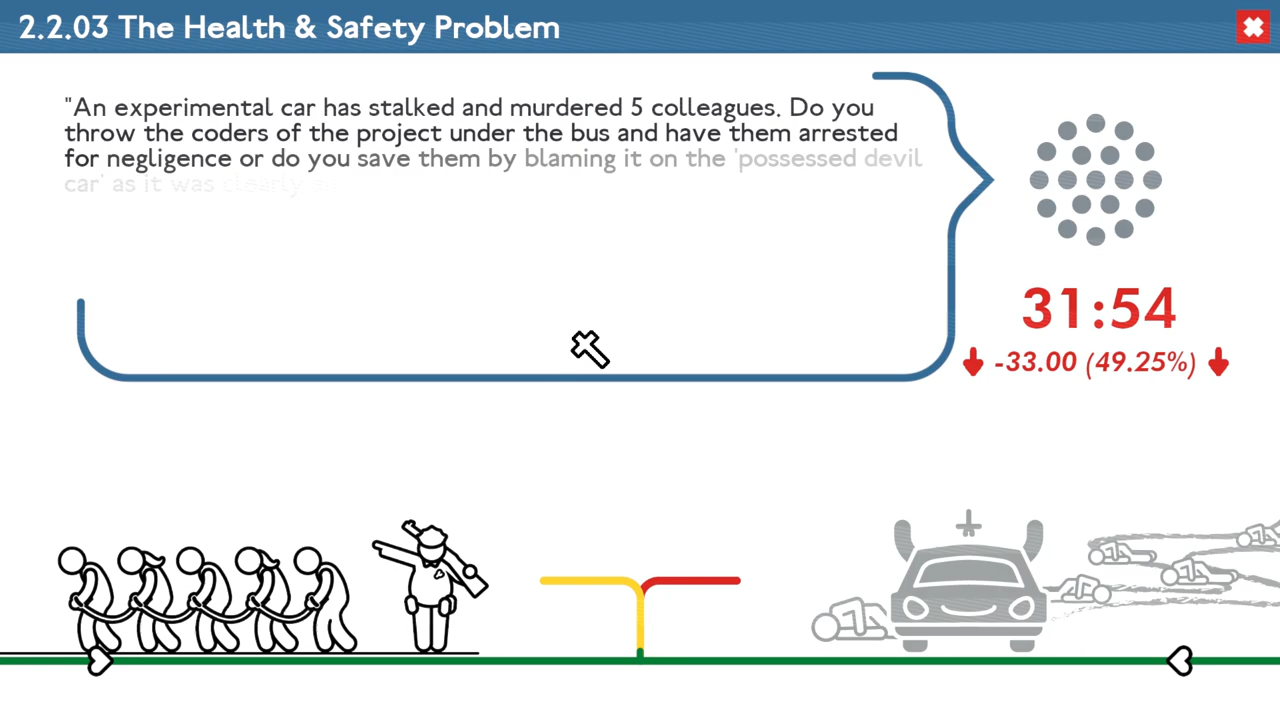 2.2.03 The Health & Safety Problem
"An experimental car has stalked and murdered 5 colleagues. Do you
throw the coders of the project under the bus and have them arrested
for negligence or do you save them by blaming it on the 'possessed devil
car' as it was clearly
31:54
-33.00 (49.25%)